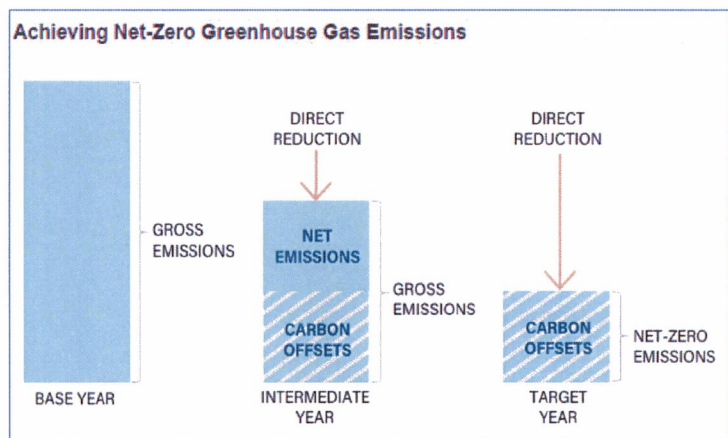 Achieving Net-Zero Greenhouse Gas Emissions
DIRECT
REDUCTION
DIRECT
REDUCTION
GROSS
EMISSIONS
NET
EMISSIONS
GROSS
EMISSIONS
CARBON
OFFSETS
CARBON
OFFSETS
NET-ZERO
EMISSIONS
BASE YEAR
INTERMEDIATE
YEAR
TARGET
YEAR